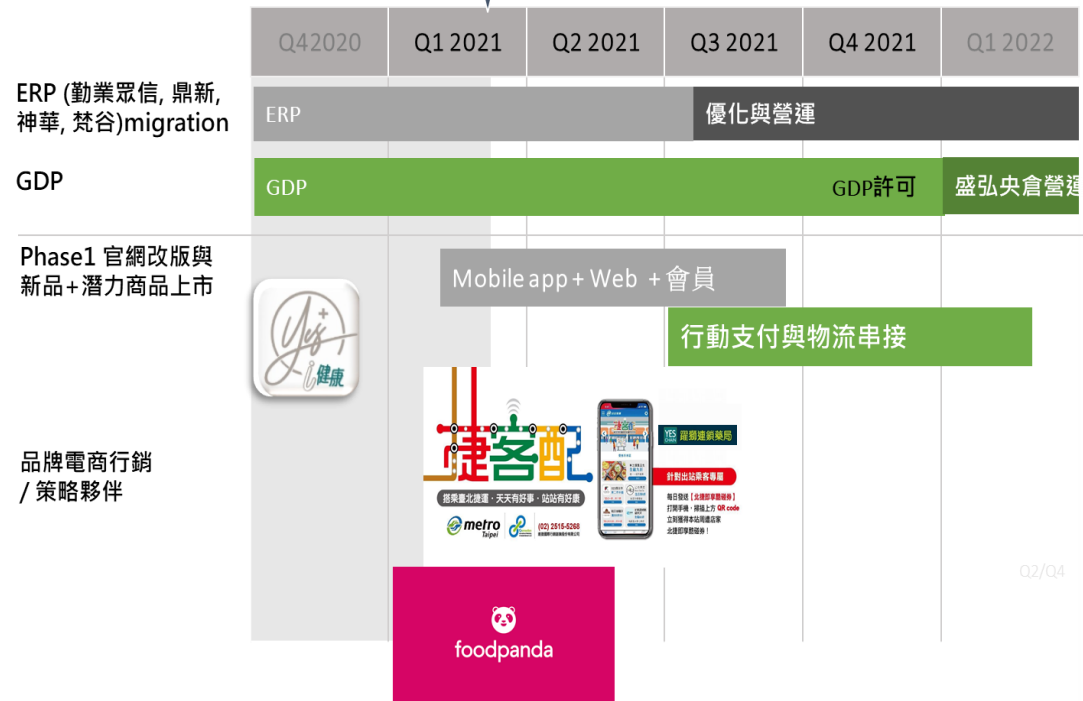 Q42020
Q1 2021
Q2 2021
Q3 2021
Q4 2021
Q1 2022
ERP (勤業眾信, 鼎新,
神華, 梵谷)migration
ERP
優化與營運
GDP
GDP
GDP許可
盛弘央倉營運
Phase1 官網改版與
新品+潛力商品上市
Mobile app + Web +會員
行動支付與物流串接
Yes+
i健康
品牌電商行銷
/ 策略夥伴
捷客配
搭乘臺北捷運．天天有好事．站站有好康
metro
Taipei
(02) 2515-5268
YES
躍獅連鎖藥局
針對出站乘客專屬
每日發送【北捷即享酷碰券】
打開手機，掃描上方 QR code
立刻獲得本站周邊店家
北捷即享酷碰券！
Q2/Q4
foodpanda